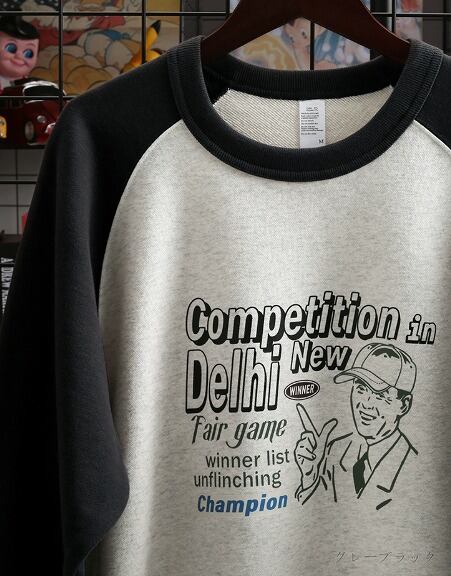 M
Competition in
Delhi New
WINNER
Fair game
winner list
unflinching
Champion
グレーブラック